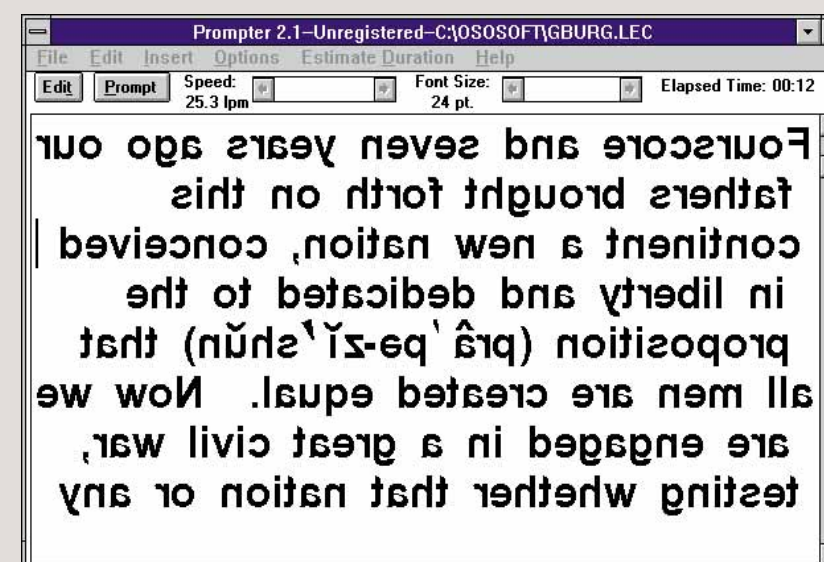 Prompter 2.1–Unregistered–C:\OSOSOFT\GBURG.LEC
File Edit Insert Options Estimate Duration Help
Edit Prompt Speed: 25.3 lpm Font Size: 24 pt. Elapsed Time: 00:12
Fourscore and seven years ago our
fathers brought forth on this
continent a new nation, conceived
in liberty and dedicated to the
proposition (prâ'pə-zĭ'shŭn) that
all men are created equal. Now we
are engaged in a great civil war,
testing whether that nation or any